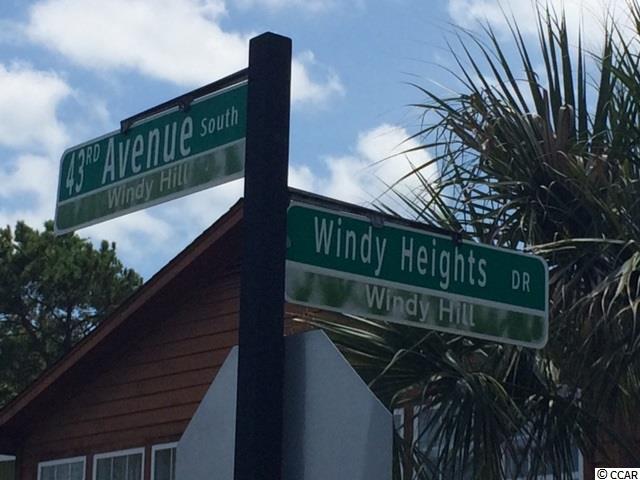 43RD Avenue South
Windy Hill
Windy Heights DR
Windy Hill
© CCAR